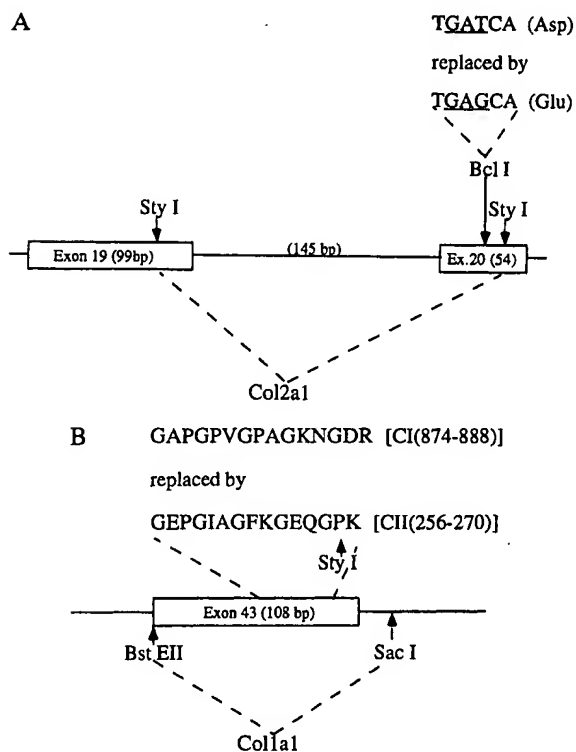 A
TGATCA (Asp)
replaced by
TGAGCA (Glu)
Bcl I
Sty I
Sty I
Exon 19 (99bp)
(145 bp)
Ex.20 (54)
Col2a1
B
GAPGPVGPAGKNGDR [CI(874-888)]
replaced by
GEPGIAGFKGEQGPK [CII(256-270)]
Sty I
Exon 43 (108 bp)
Bst EII
Sac I
Col1a1